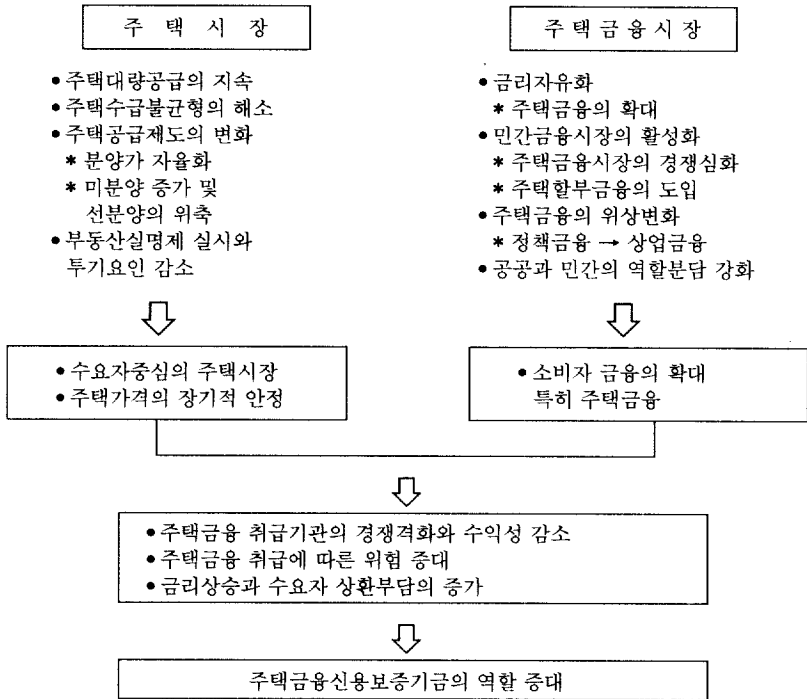 주 택 시 장
• 주택대량공급의 지속
• 주택수급불균형의 해소
• 주택공급제도의 변화
* 분양가 자율화
* 미분양 증가 및
선분양의 위축
• 부동산실명제 실시와
투기요인 감소
주 택 금 융 시 장
• 금리자유화
* 주택금융의 확대
• 민간금융시장의 활성화
* 주택금융시장의 경쟁심화
* 주택할부금융의 도입
• 주택금융의 위상변화
* 정책금융 → 상업금융
• 공공과 민간의 역할분담 강화
• 수요자중심의 주택시장
• 주택가격의 장기적 안정
• 소비자 금융의 확대
특히 주택금융
• 주택금융 취급기관의 경쟁격화와 수익성 감소
• 주택금융 취급에 따른 위험 증대
• 금리상승과 수요자 상환부담의 증가
주택금융신용보증기금의 역할 증대